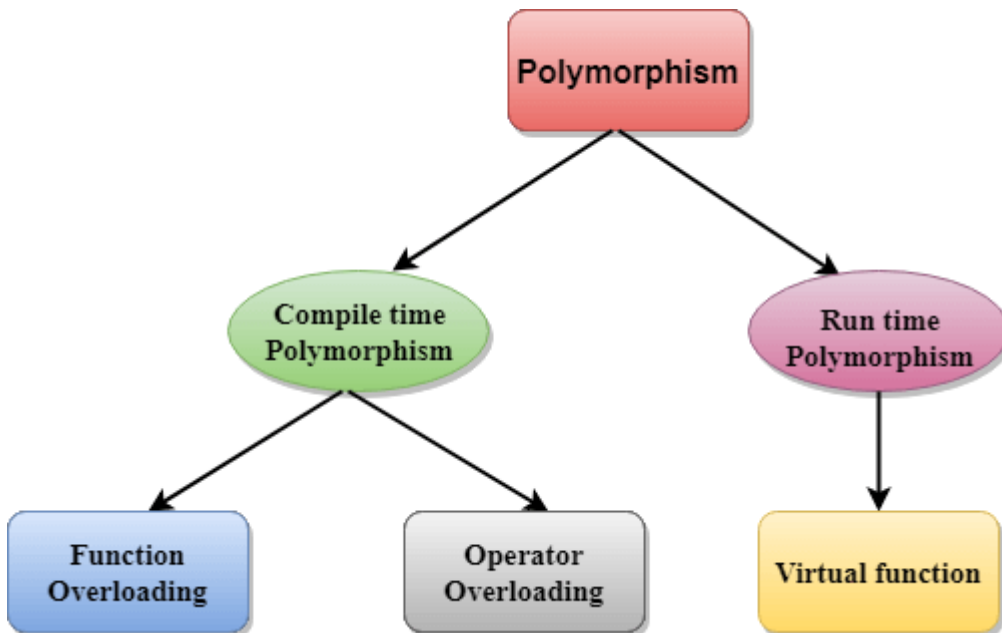 Polymorphism
Compile time
Polymorphism
Run time
Polymorphism
Function
Overloading
Operator
Overloading
Virtual function